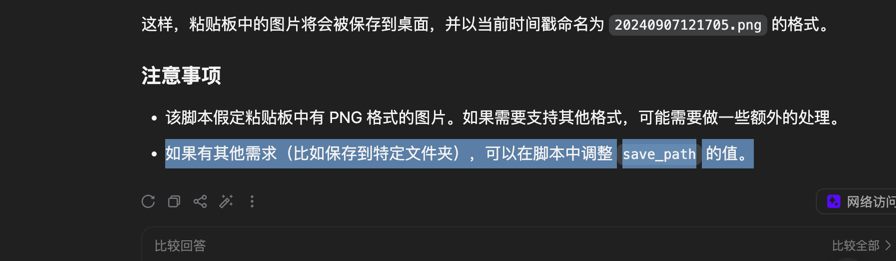 这样，粘贴板中的图片将会被保存到桌面，并以当前时间戳命名为 20240907121705.png 的格式。
注意事项
• 该脚本假定粘贴板中有 PNG 格式的图片。如果需要支持其他格式，可能需要做一些额外的处理。
• 如果有其他需求（比如保存到特定文件夹），可以在脚本中调整 save_path 的值。
网络访问
比较回答
比较全部